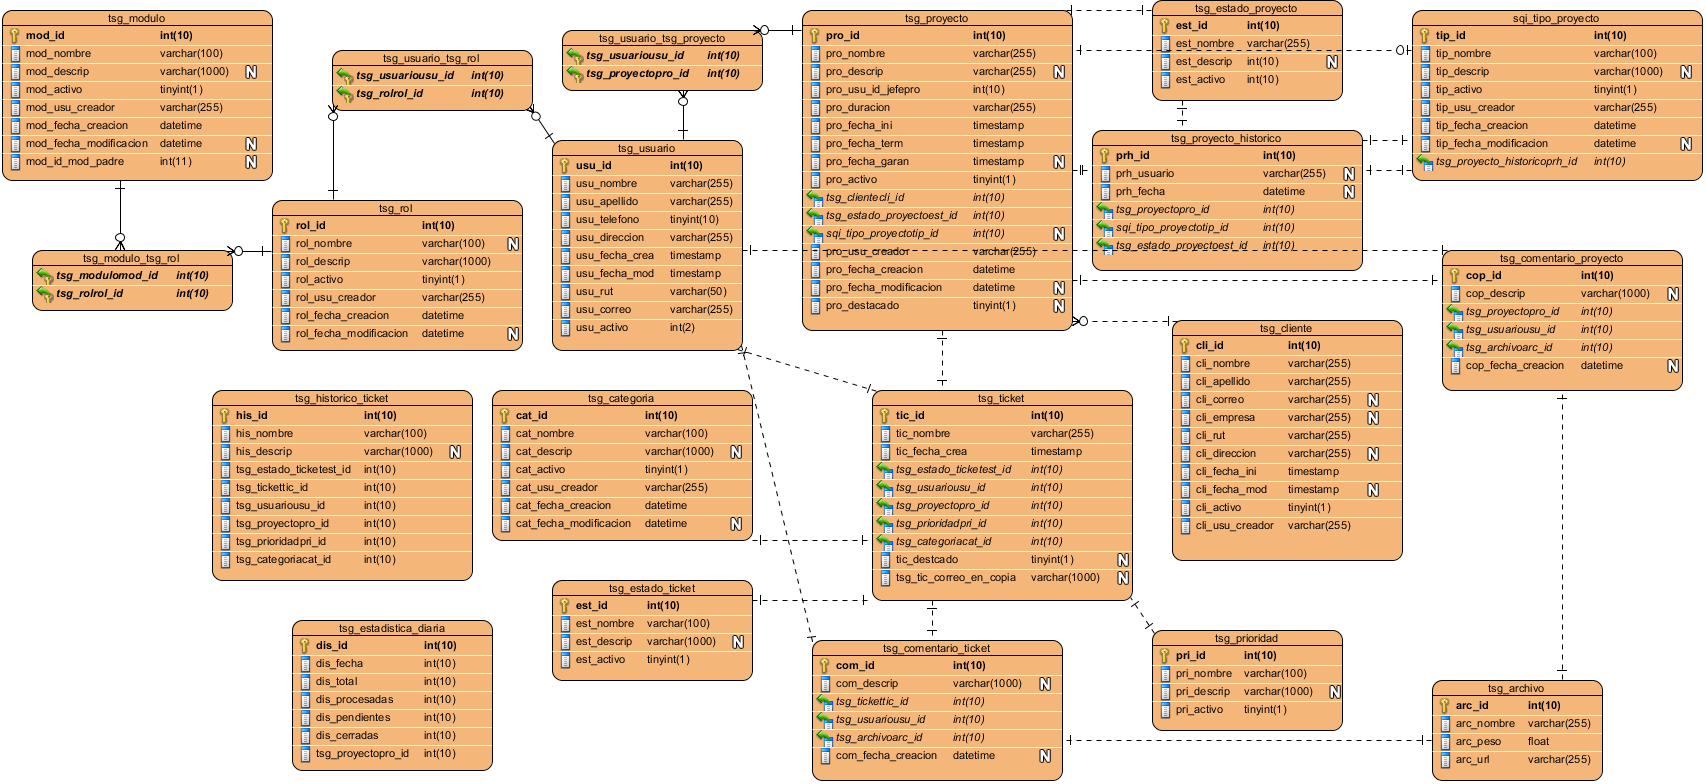 tsg_modulo
mod_id int(10)
mod_nombre varchar(100)
mod_descrip varchar(1000) N
mod_activo tinyint(1)
mod_usu_creador varchar(255)
mod_fecha_creacion datetime
mod_fecha_modificacion datetime N
mod_id_mod_padre int(11) N
tsg_usuario_tsg_rol
tsg_usuariousu_id int(10)
tsg_rolrol_id int(10)
tsg_usuario_tsg_proyecto
tsg_usuariousu_id int(10)
tsg_proyectopro_id int(10)
tsg_proyecto
pro_id int(10)
pro_nombre varchar(255)
pro_descrip varchar(255) N
pro_usu_id_jefepro int(10)
pro_duracion varchar(255)
pro_fecha_ini timestamp
pro_fecha_term timestamp
pro_fecha_garan timestamp N
pro_activo tinyint(1)
tsg_clientecli_id int(10)
tsg_estado_proyectoest_id int(10)
sqi_tipo_proyectotip_id int(10) N
pro_usu_creador varchar(255)
pro_fecha_creacion datetime
pro_fecha_modificacion datetime N
pro_destacado tinyint(1) N
tsg_estado_proyecto
est_id int(10)
est_nombre varchar(255)
est_descrip int(10) N
est_activo int(10)
sqi_tipo_proyecto
tip_id int(10)
tip_nombre varchar(100)
tip_descrip varchar(1000) N
tip_activo tinyint(1)
tip_usu_creador varchar(255)
tip_fecha_creacion datetime
tip_fecha_modificacion datetime N
tsg_proyecto_historicoprh_id int(10)
tsg_proyecto_historico
prh_id int(10)
prh_usuario varchar(255) N
prh_fecha datetime N
tsg_proyectopro_id int(10)
sqi_tipo_proyectotip_id int(10)
tsg_estado_proyectoest_id int(10)
tsg_usuario
usu_id int(10)
usu_nombre varchar(255)
usu_apellido varchar(255)
usu_telefono tinyint(10)
usu_direccion varchar(255)
usu_fecha_crea timestamp
usu_fecha_mod timestamp
usu_rut varchar(50)
usu_correo varchar(255)
usu_activo int(2)
tsg_rol
rol_id int(10)
rol_nombre varchar(100) N
rol_descrip varchar(1000)
rol_activo tinyint(1)
rol_usu_creador varchar(255)
rol_fecha_creacion datetime
rol_fecha_modificacion datetime N
tsg_modulo_tsg_rol
tsg_modulomod_id int(10)
tsg_rolrol_id int(10)
tsg_comentario_proyecto
cop_id int(10)
cop_descrip varchar(1000) N
tsg_proyectopro_id int(10)
tsg_usuariousu_id int(10)
tsg_archivoarc_id int(10)
cop_fecha_creacion datetime N
tsg_cliente
cli_id int(10)
cli_nombre varchar(255)
cli_apellido varchar(255)
cli_correo varchar(255) N
cli_empresa varchar(255) N
cli_rut varchar(255)
cli_direccion varchar(255) N
cli_fecha_ini timestamp
cli_fecha_mod timestamp N
cli_activo tinyint(1)
cli_usu_creador varchar(255)
tsg_historico_ticket
his_id int(10)
his_nombre varchar(100)
his_descrip varchar(1000) N
tsg_estado_ticketest_id int(10)
tsg_tickettic_id int(10)
tsg_usuariousu_id int(10)
tsg_proyectopro_id int(10)
tsg_prioridadpri_id int(10)
tsg_categoriacat_id int(10)
tsg_categoria
cat_id int(10)
cat_nombre varchar(100)
cat_descrip varchar(1000) N
cat_activo tinyint(1)
cat_usu_creador varchar(255)
cat_fecha_creacion datetime
cat_fecha_modificacion datetime N
tsg_ticket
tic_id int(10)
tic_nombre varchar(255)
tic_fecha_crea timestamp
tsg_estado_ticketest_id int(10)
tsg_usuariousu_id int(10)
tsg_proyectopro_id int(10)
tsg_prioridadpri_id int(10)
tsg_categoriacat_id int(10)
tic_destcado tinyint(1) N
tsg_tic_correo_en_copia varchar(1000) N
tsg_estado_ticket
est_id int(10)
est_nombre varchar(100)
est_descrip varchar(1000) N
est_activo tinyint(1)
tsg_estadistica_diaria
dis_id int(10)
dis_fecha int(10)
dis_total int(10)
dis_procesadas int(10)
dis_pendientes int(10)
dis_cerradas int(10)
tsg_proyectopro_id int(10)
tsg_comentario_ticket
com_id int(10)
com_descrip varchar(1000) N
tsg_tickettic_id int(10)
tsg_usuariousu_id int(10)
tsg_archivoarc_id int(10)
com_fecha_creacion datetime N
tsg_prioridad
pri_id int(10)
pri_nombre varchar(100)
pri_descrip varchar(1000) N
pri_activo tinyint(1)
tsg_archivo
arc_id int(10)
arc_nombre varchar(255)
arc_peso float
arc_url varchar(255)